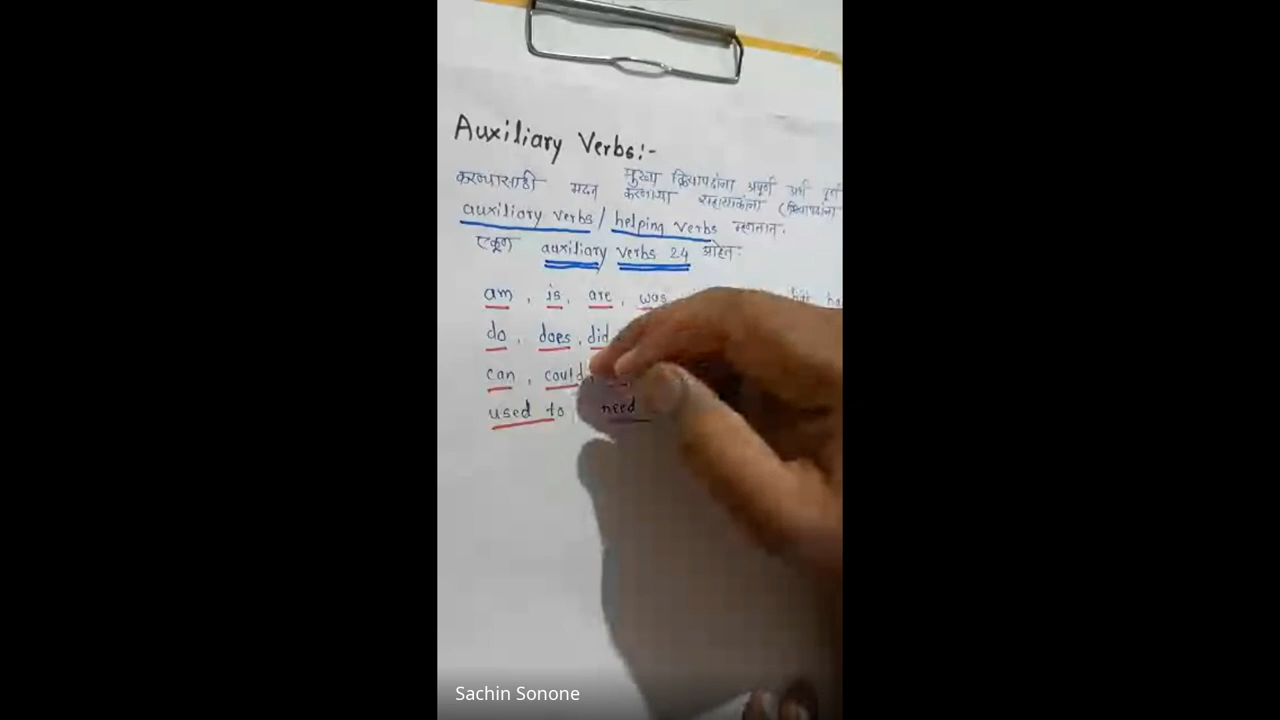 Auxiliary Verbs:-
मुख्य क्रियापदांना अपूर्ण अर्थ पूर्ण
करण्यासाठी मदत करणाऱ्या सहाय्यकांना (क्रियापदांना
auxiliary verbs / helping verbs म्हणतात.
एकूण auxiliary verbs 24 आहेत.
am , is, are , was
do , does , did
can , could,
used to need
Sachin Sonone